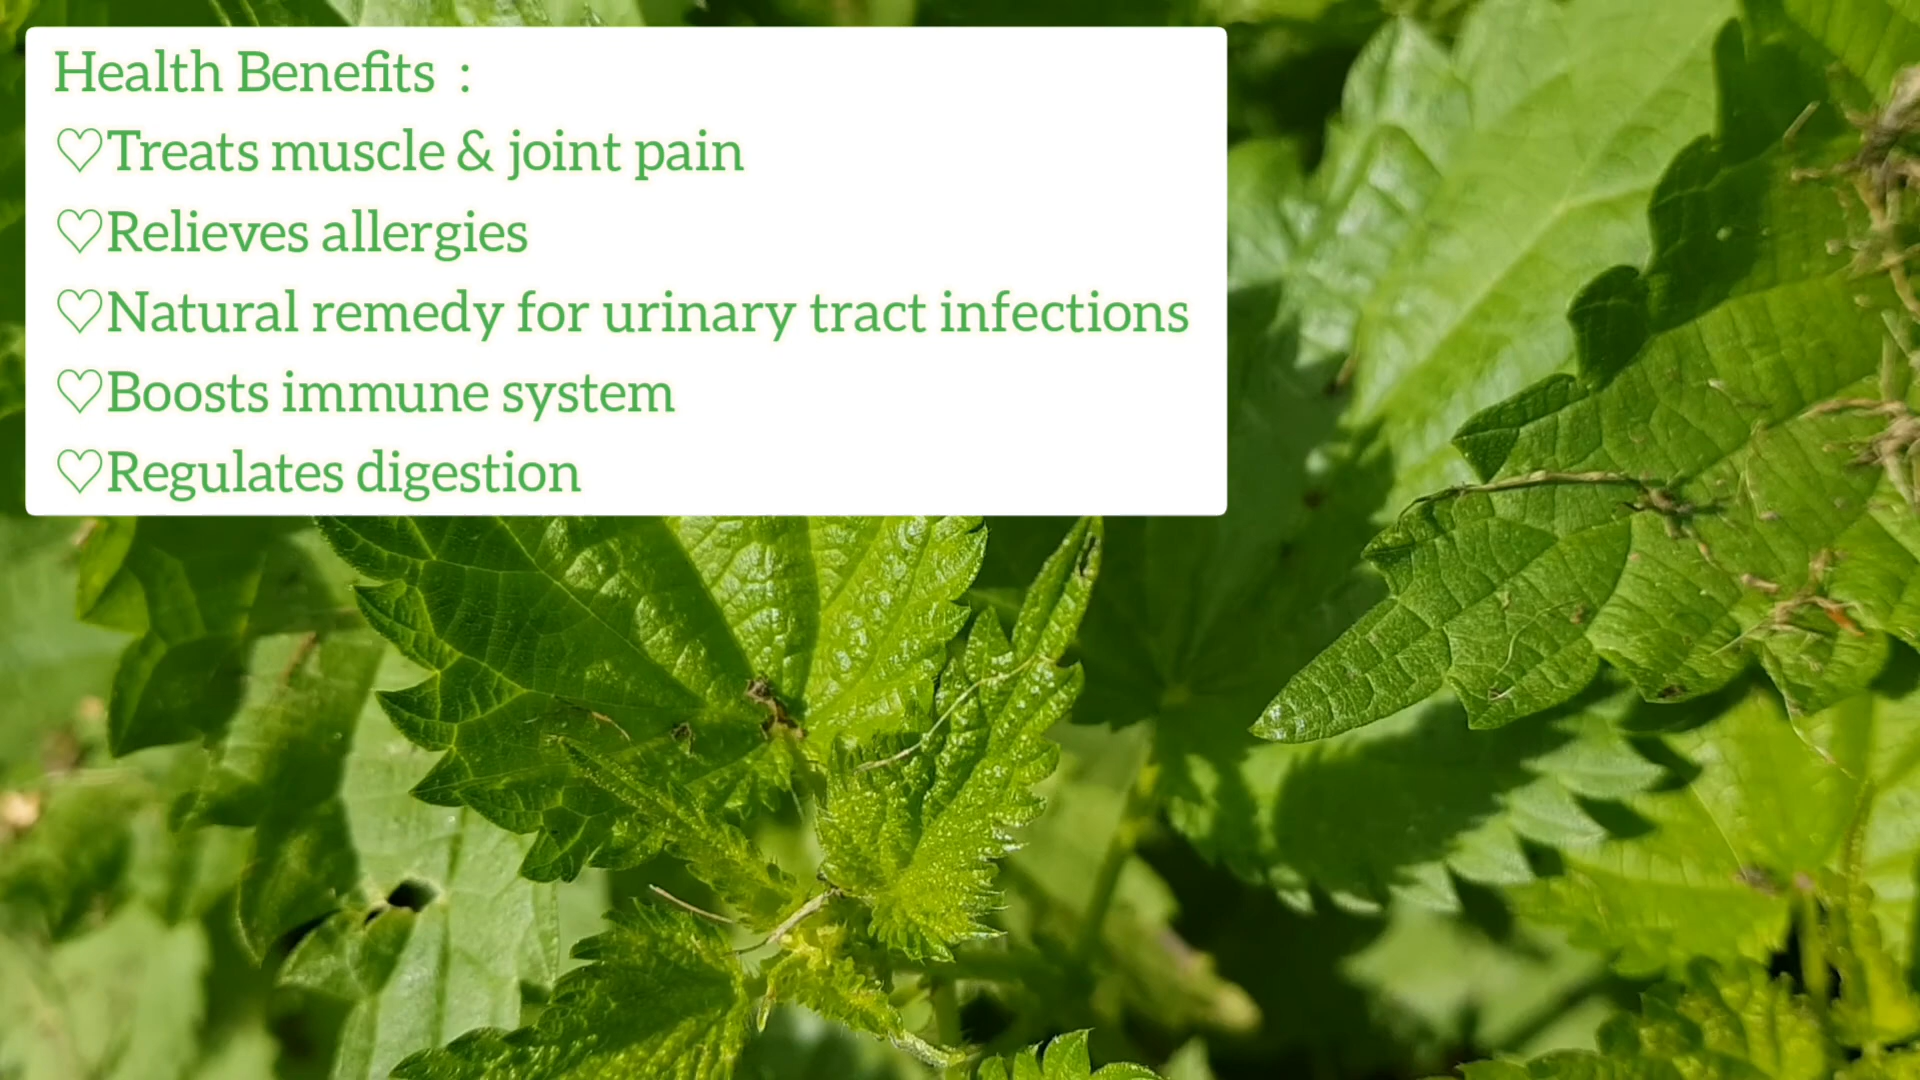 Health Benefits :
♡Treats muscle & joint pain
♡Relieves allergies
♡Natural remedy for urinary tract infections
♡Boosts immune system
♡Regulates digestion